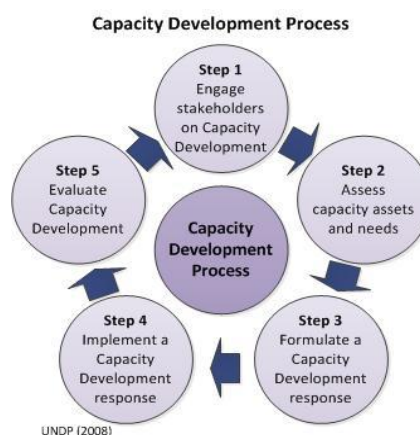 Capacity Development Process
Step 1
Engage
stakeholders
on Capacity
Development
Step 2
Assess
capacity assets
and needs
Step 3
Formulate a
Capacity
Development
response
Step 4
Implement a
Capacity
Development
response
Step 5
Evaluate
Capacity
Development
Capacity
Development
Process
UNDP (2008)